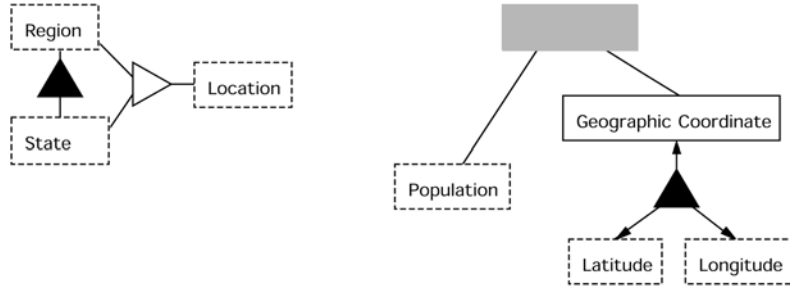 Region
Location
State
Geographic Coordinate
Population
Latitude
Longitude